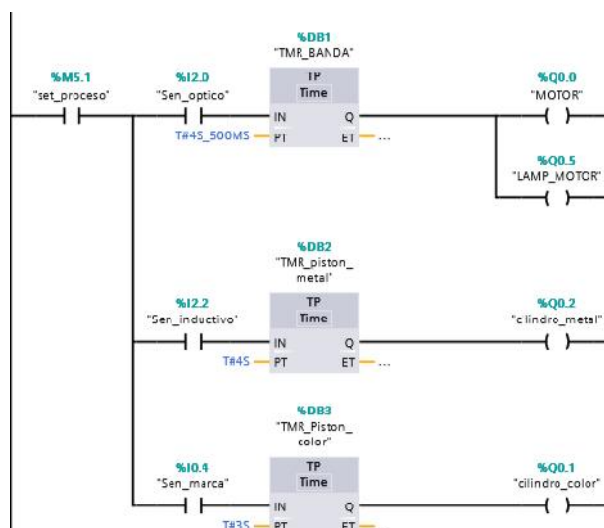 %DB1
"TMR_BANDA"
%M5.1 %I2.0 TP %Q0.0
"set_proceso" "Sen_optico" Time "MOTOR"
IN Q
T#4S_500MS PT ET ...
%Q0.5
"LAMP_MOTOR"
%DB2
"TMR_piston_
metal"
%I2.2 TP %Q0.2
"Sen_inductivo" Time "cilindro_metal"
IN Q
T#4S PT ET ...
%DB3
"TMR_Piston_
color"
%I0.4 TP %Q0.1
"Sen_marca" Time "cilindro_color"
IN Q
T#3S PT ET